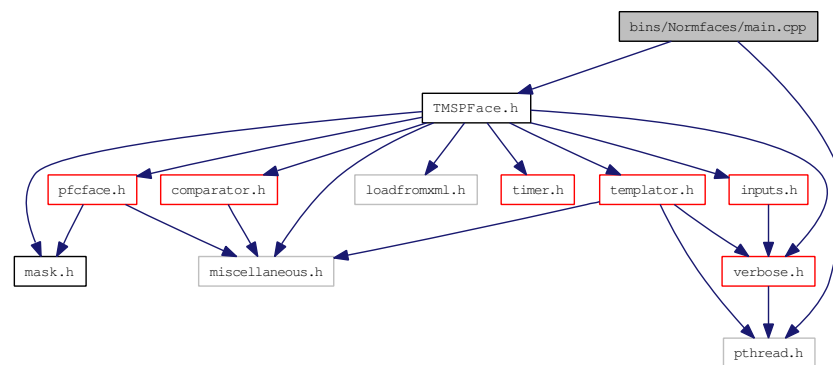 bins/Normfaces/main.cpp
TMSPFace.h
pfcface.h
comparator.h
loadfromxml.h
timer.h
templator.h
inputs.h
mask.h
miscellaneous.h
verbose.h
pthread.h